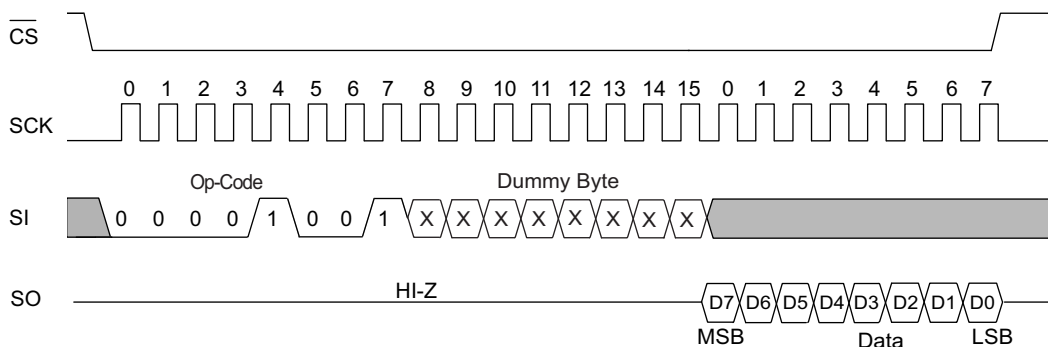 CS
0 1 2 3 4 5 6 7 8 9 10 11 12 13 14 15 0 1 2 3 4 5 6 7
SCK
Op-Code Dummy Byte
SI 0 0 0 0 1 0 0 1 X X X X X X X X
HI-Z
SO D7 D6 D5 D4 D3 D2 D1 D0
MSB Data LSB